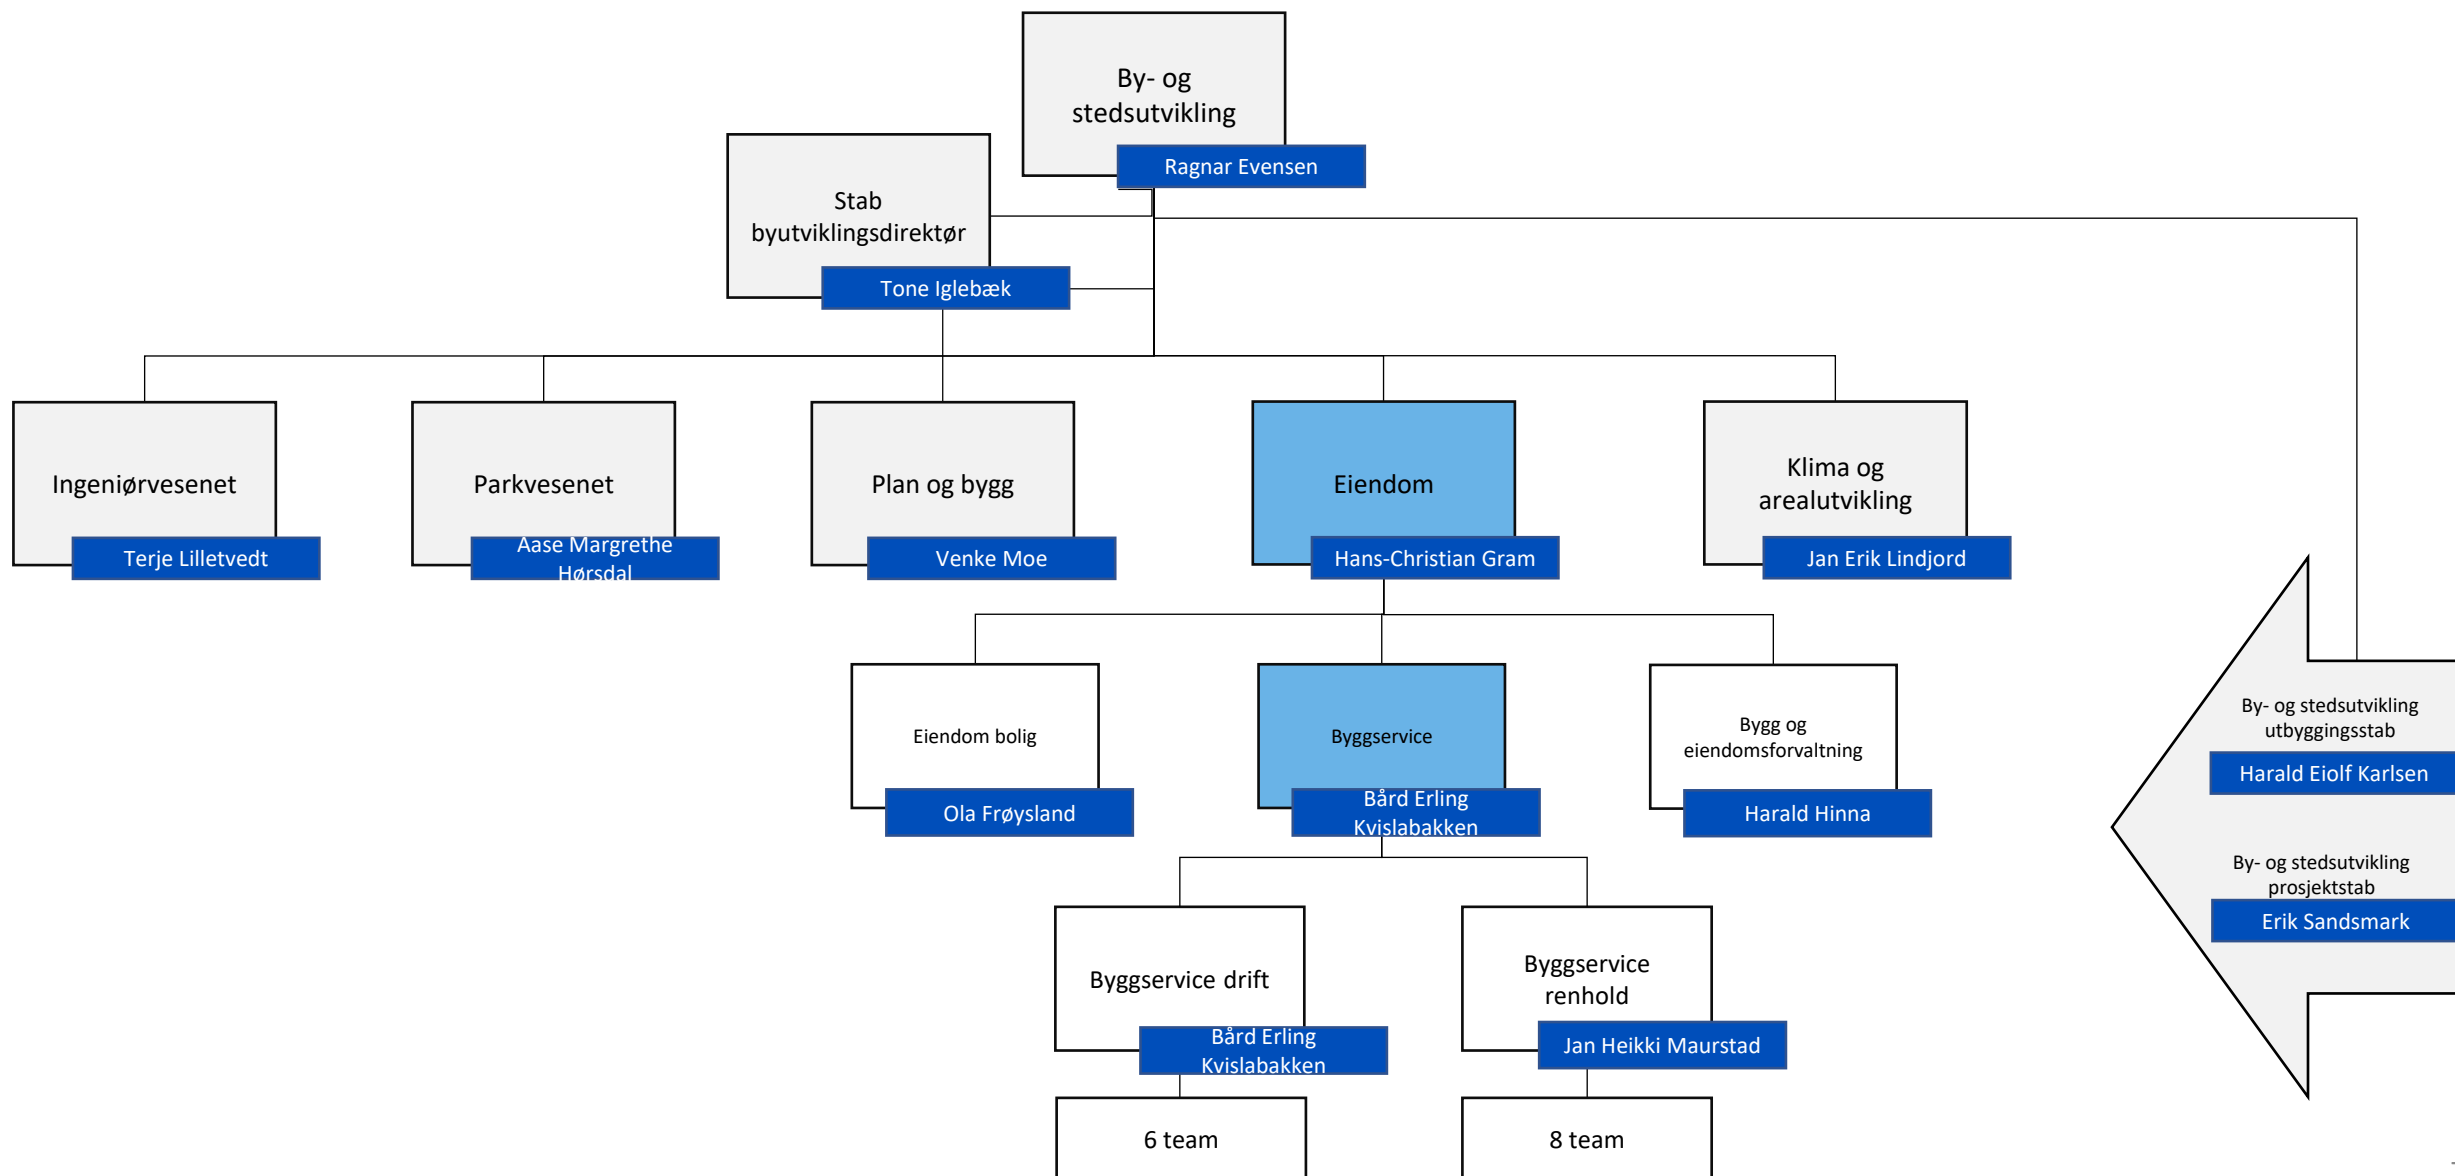 By- og
stedsutvikling
Ragnar Evensen
Stab
byutviklingsdirektør
Tone Iglebæk
Ingeniørvesenet
Terje Lilletvedt
Parkvesenet
Aase Margrethe
Hørsdal
Plan og bygg
Venke Moe
Eiendom
Hans-Christian Gram
Klima og
arealutvikling
Jan Erik Lindjord
Eiendom bolig
Ola Frøysland
Byggservice
Bård Erling
Kvislabakken
Bygg og
eiendomsforvaltning
Harald Hinna
By- og stedsutvikling
utbyggingsstab
Harald Eiolf Karlsen
By- og stedsutvikling
prosjektstab
Erik Sandsmark
Byggservice drift
Bård Erling
Kvislabakken
Byggservice
renhold
Jan Heikki Maurstad
6 team
8 team